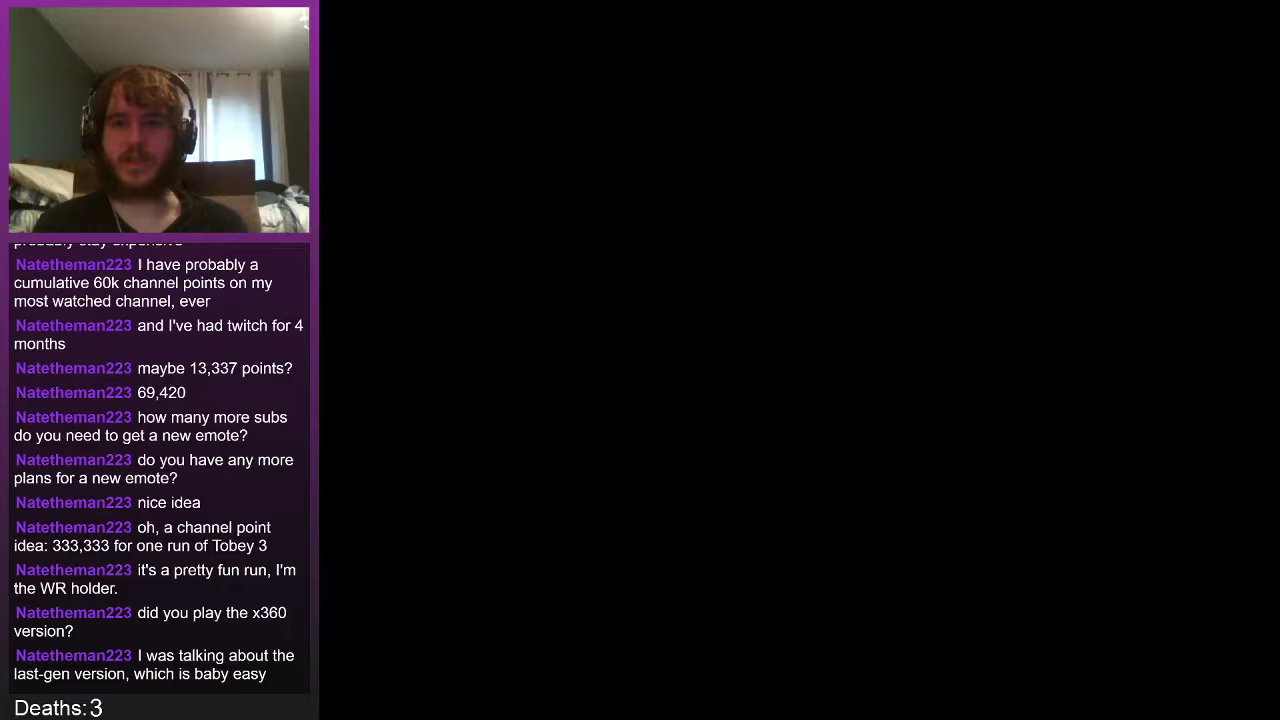 Natetheman223 I have probably a
cumulative 60k channel points on my
most watched channel, ever
Natetheman223 and I've had twitch for 4
months
Natetheman223 maybe 13,337 points?
Natetheman223 69,420
Natetheman223 how many more subs
do you need to get a new emote?
Natetheman223 do you have any more
plans for a new emote?
Natetheman223 nice idea
Natetheman223 oh, a channel point
idea: 333,333 for one run of Tobey 3
Natetheman223 it's a pretty fun run, I'm
the WR holder.
Natetheman223 did you play the x360
version?
Natetheman223 I was talking about the
last-gen version, which is baby easy
Deaths:3